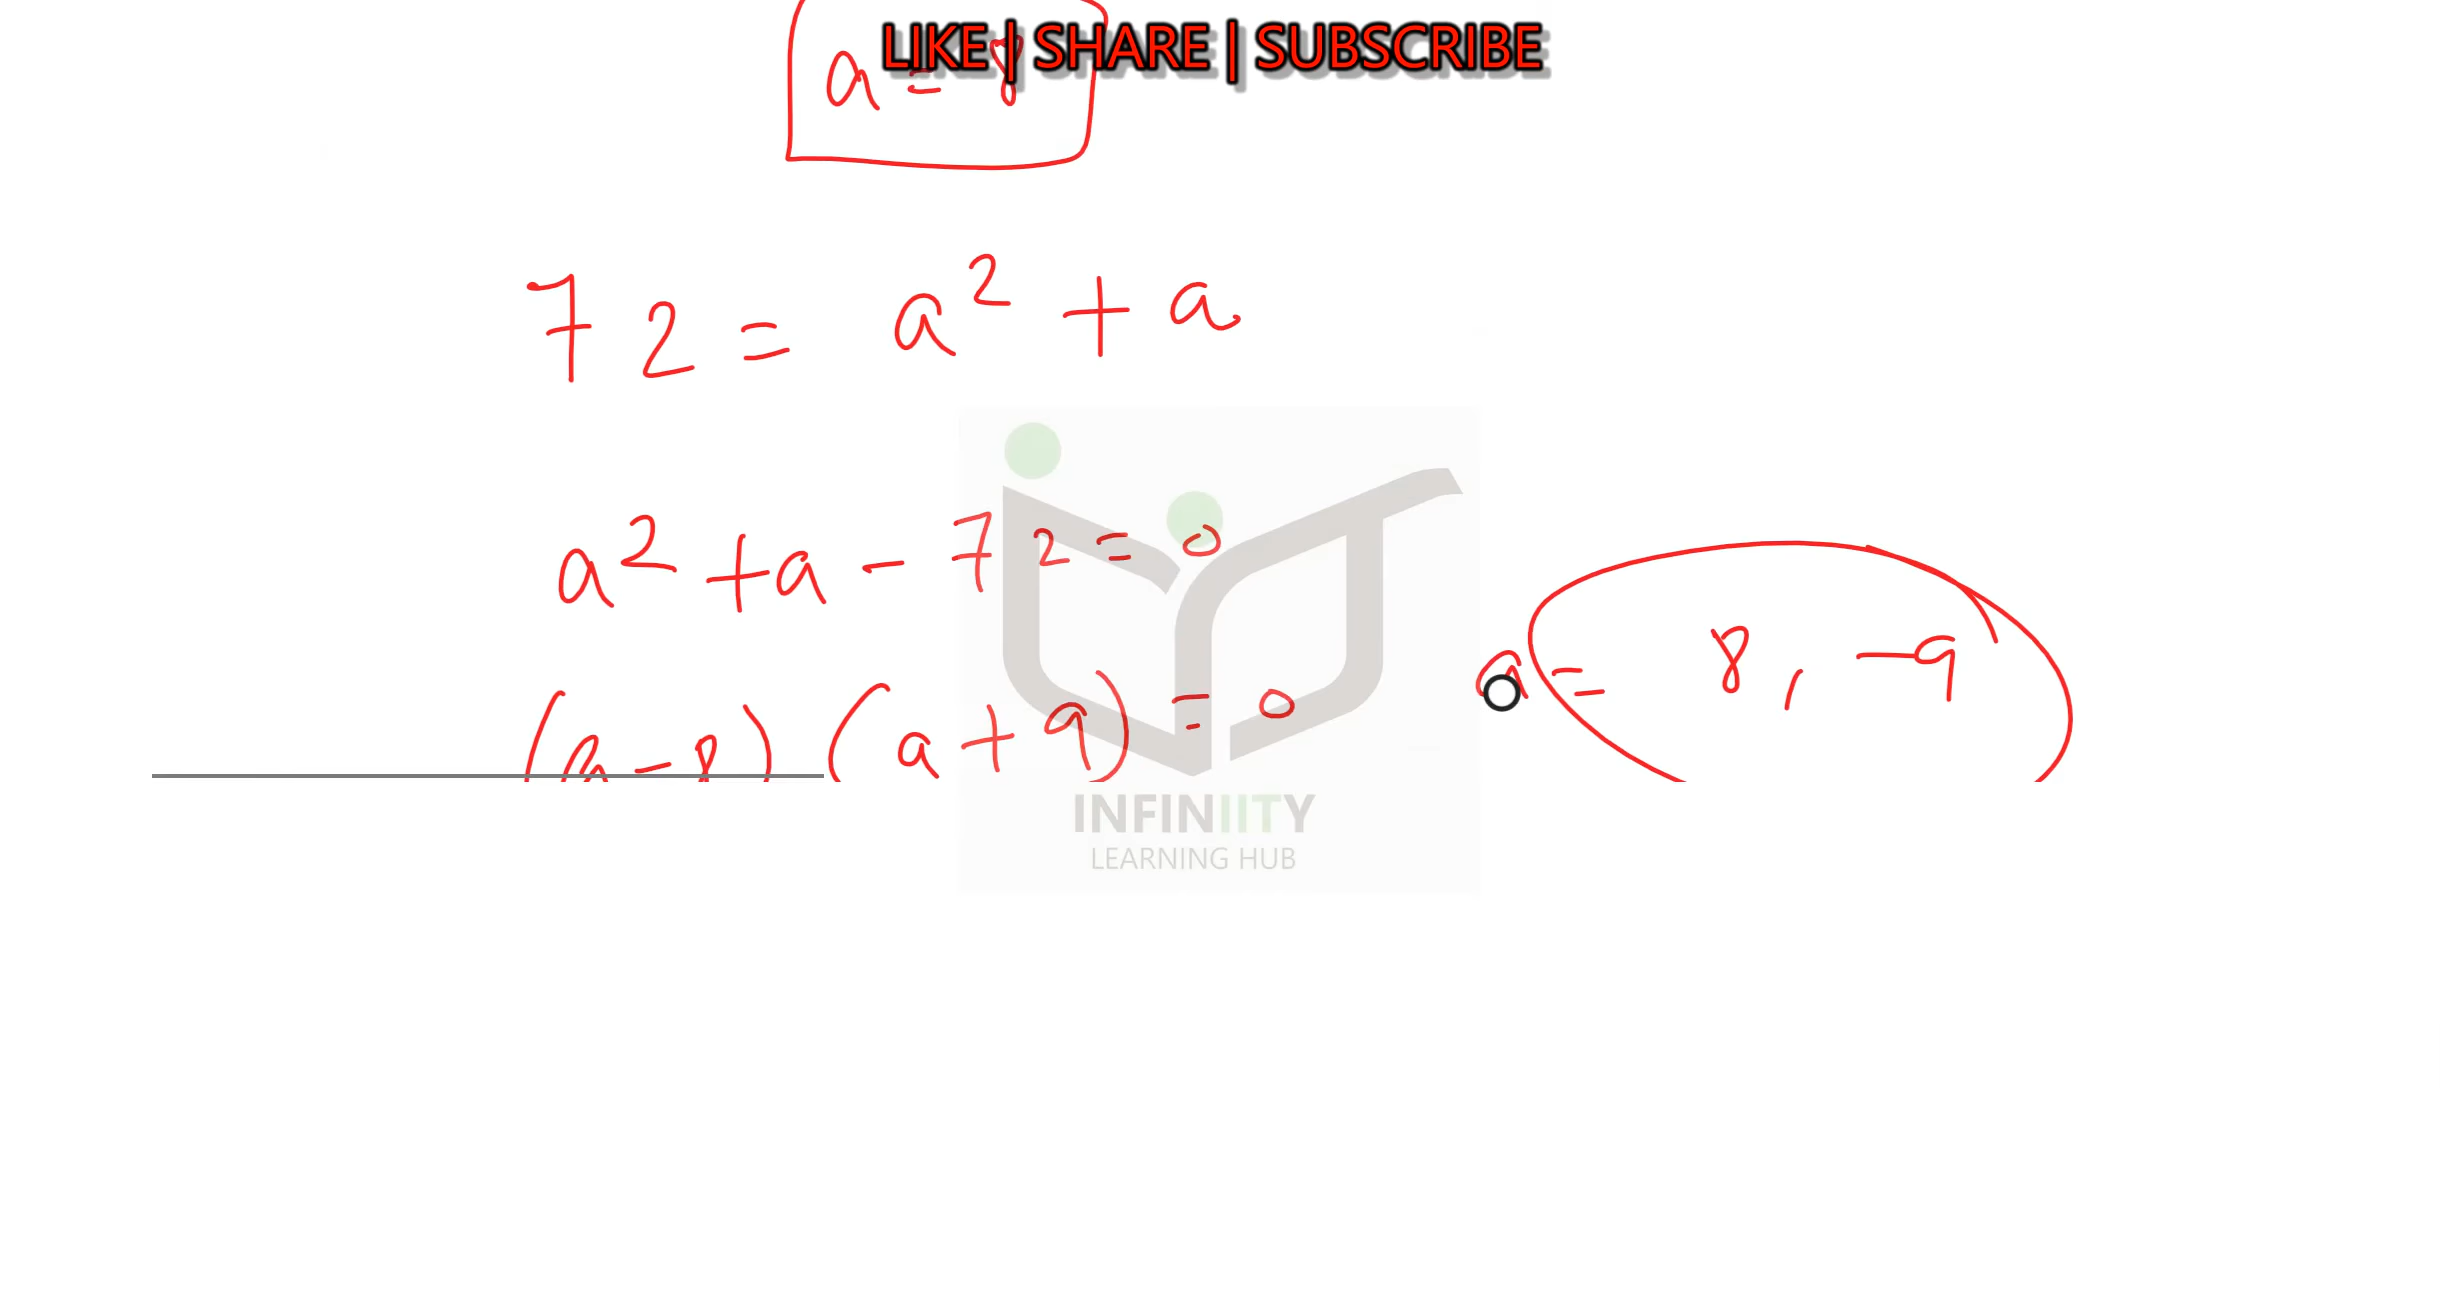 LIKE | SHARE | SUBSCRIBE
a = 8
72 = a² + a
a² + a - 72 = 0
(a - 8) (a + 9) = 0
a = 8, -9
INFINIITY
LEARNING HUB